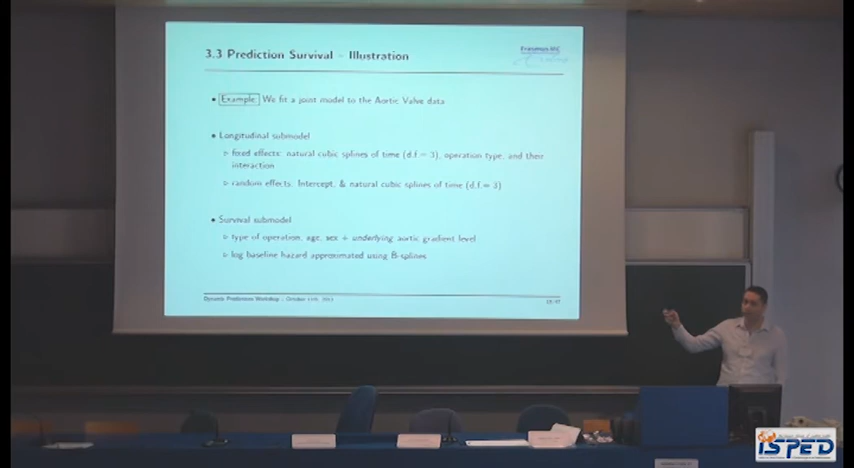 3.3 Prediction Survival – Illustration
Erasmus MC
• Example: We fit a joint model to the Aortic Valve data
• Longitudinal submodel
▷ fixed effects: natural cubic splines of time (d.f. = 3), operation type, and their
interaction
▷ random effects: Intercept, & natural cubic splines of time (d.f. = 3)
• Survival submodel
▷ type of operation, age, sex + underlying aortic gradient level
▷ log baseline hazard approximated using B-splines
Dynamic Predictions Workshop – October 11th, 2013
ISPED